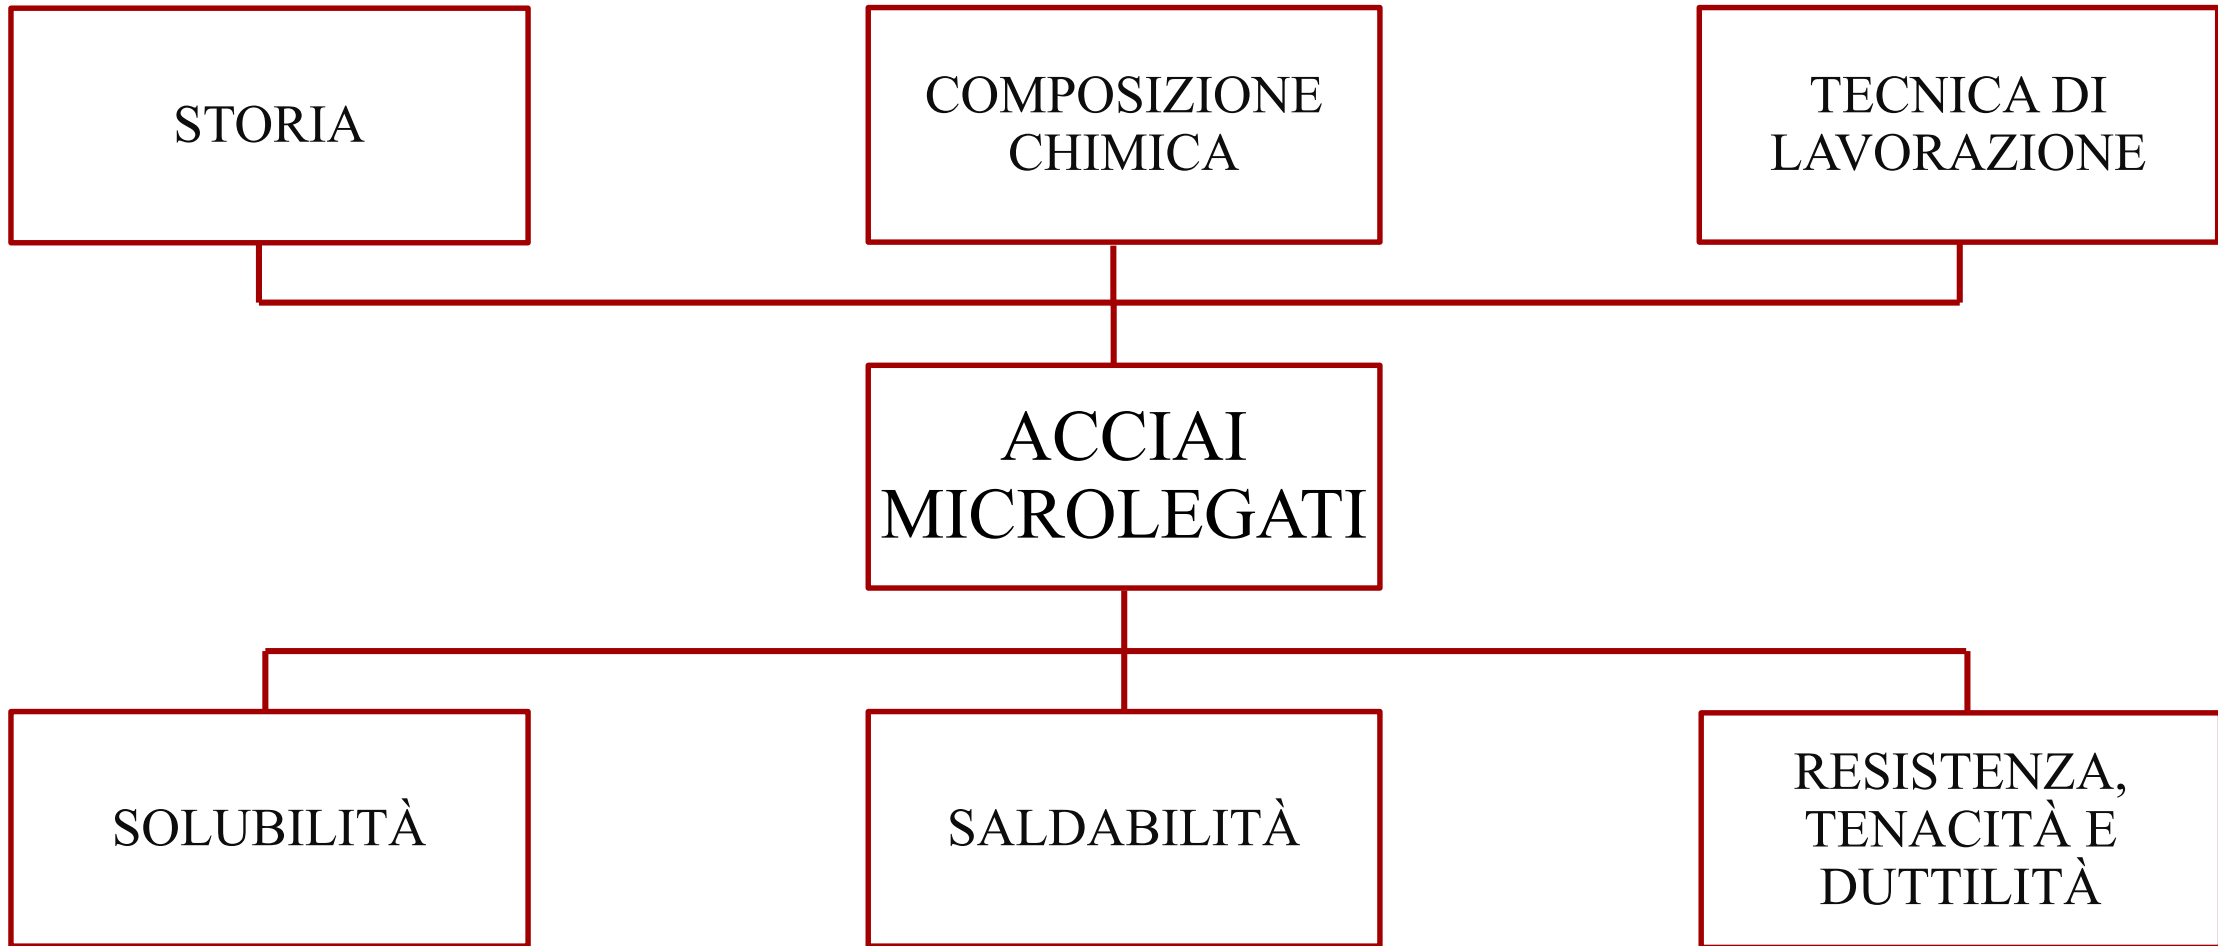 STORIA
COMPOSIZIONE
CHIMICA
TECNICA DI
LAVORAZIONE
ACCIAI
MICROLEGATI
SOLUBILITÀ
SALDABILITÀ
RESISTENZA,
TENACITÀ E
DUTTILITÀ